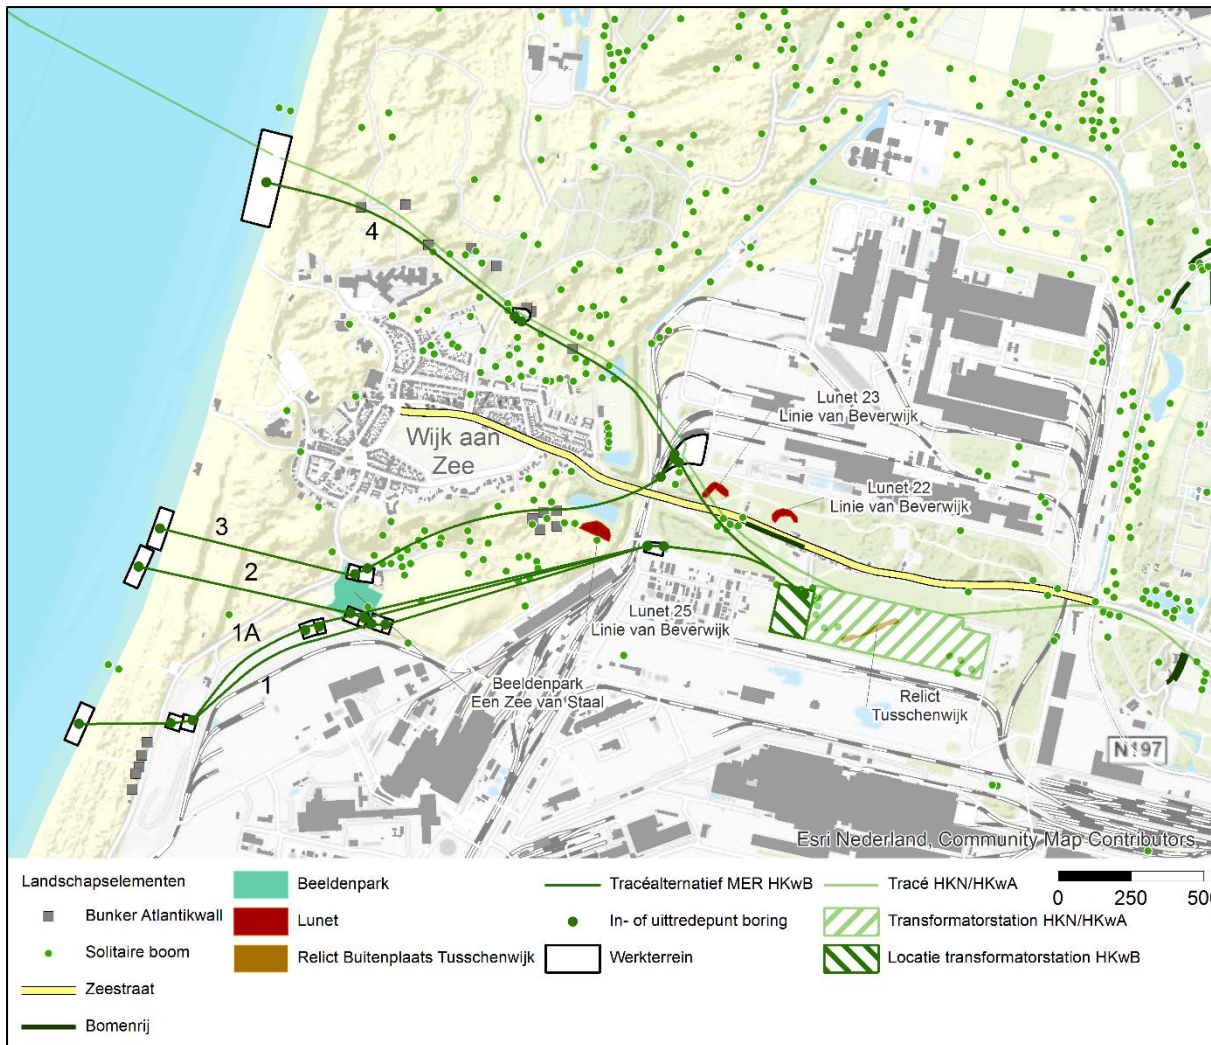 4
Lunet 23
Linie van Beverwijk
Wijk aan
Zee
Lunet 22
Linie van Beverwijk
3
2
1A
1
Lunet 25
Linie van Beverwijk
Beeldenpark
Een Zee van Staal
Relict
Tusschenwijk
N197
Esri Nederland, Community Map Contributors
Landschapselementen
Bunker Atlantikwall
Solitaire boom
Zeestraat
Bomenrij
Beeldenpark
Lunet
Relict Buitenplaats Tusschenwijk
Tracéalternatief MER HKwB
In- of uittredepunt boring
Werkterrein
Tracé HKN/HKwA
Transformatorstation HKN/HKwA
Locatie transformatorstation HKwB
0 250 500